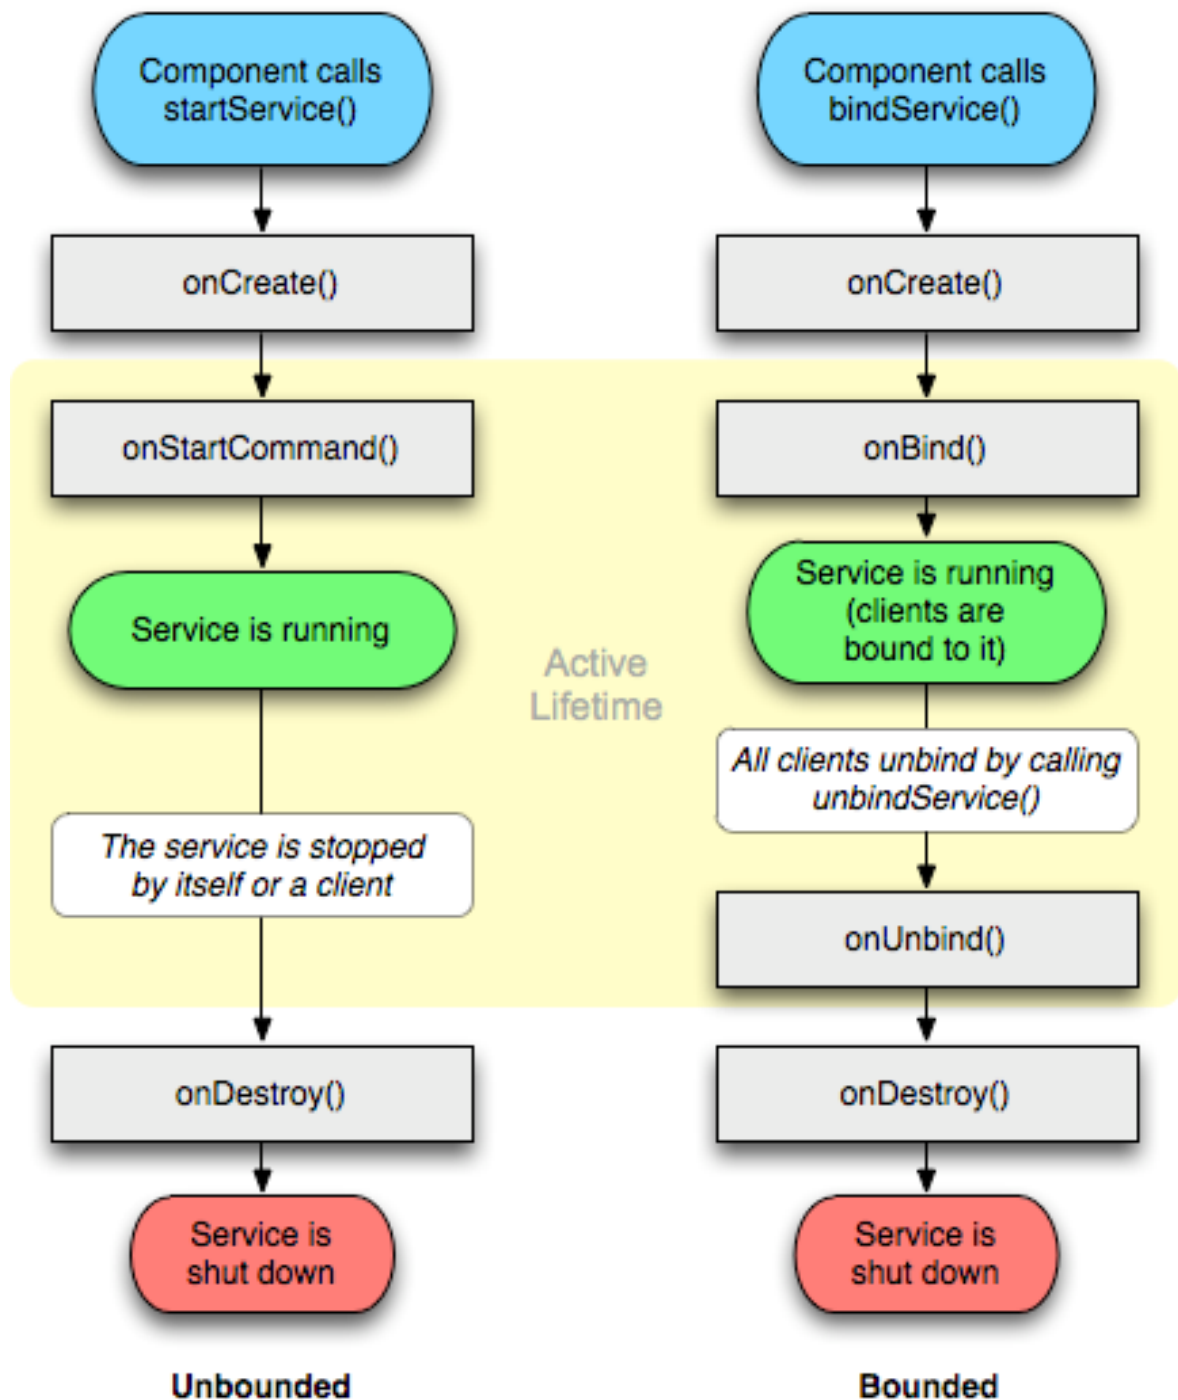 Component calls
startService()
onCreate()
onStartCommand()
Service is running
The service is stopped
by itself or a client
onDestroy()
Service is
shut down
Unbounded
Active
Lifetime
Component calls
bindService()
onCreate()
onBind()
Service is running
(clients are
bound to it)
All clients unbind by calling
unbindService()
onUnbind()
onDestroy()
Service is
shut down
Bounded